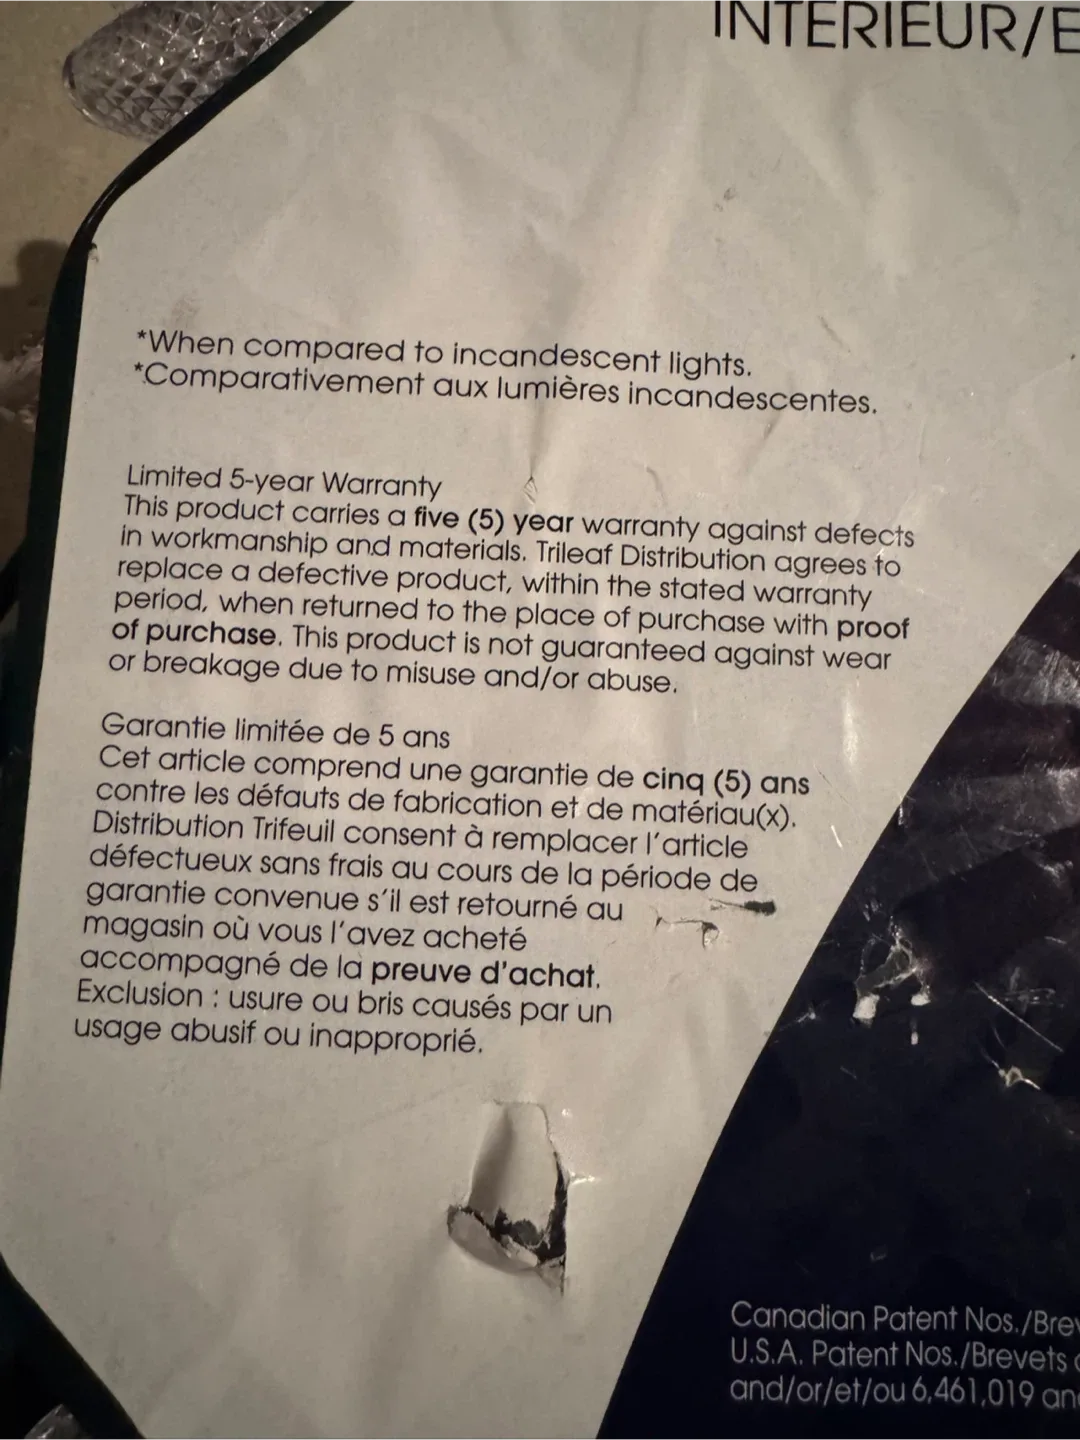 INTERIEUR/E
*When compared to incandescent lights.
*Comparativement aux lumières incandescentes.
Limited 5-year Warranty
This product carries a five (5) year warranty against defects
in workmanship and materials. Trileaf Distribution agrees to
replace a defective product, within the stated warranty
period, when returned to the place of purchase with proof
of purchase. This product is not guaranteed against wear
or breakage due to misuse and/or abuse.
Garantie limitée de 5 ans
Cet article comprend une garantie de cinq (5) ans
contre les défauts de fabrication et de matériau(x).
Distribution Trifeuil consent à remplacer l'article
défectueux sans frais au cours de la période de
garantie convenue s'il est retourné au
magasin où vous l'avez acheté
accompagné de la preuve d'achat.
Exclusion : usure ou bris causés par un
usage abusif ou inapproprié.
Canadian Patent Nos./Brev
U.S.A. Patent Nos./Brevets
and/or/et/ou 6,461,019 an